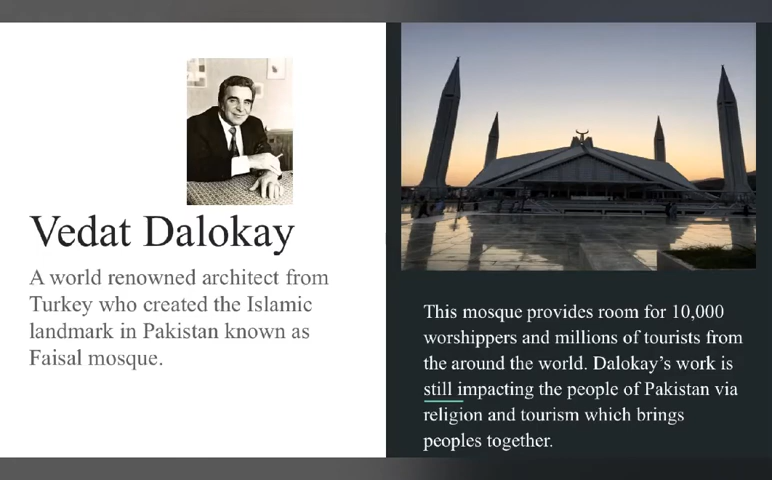 Vedat Dalokay
A world renowned architect from
Turkey who created the Islamic
landmark in Pakistan known as
Faisal mosque.
This mosque provides room for 10,000
worshippers and millions of tourists from
the around the world. Dalokay’s work is
still impacting the people of Pakistan via
religion and tourism which brings
peoples together.